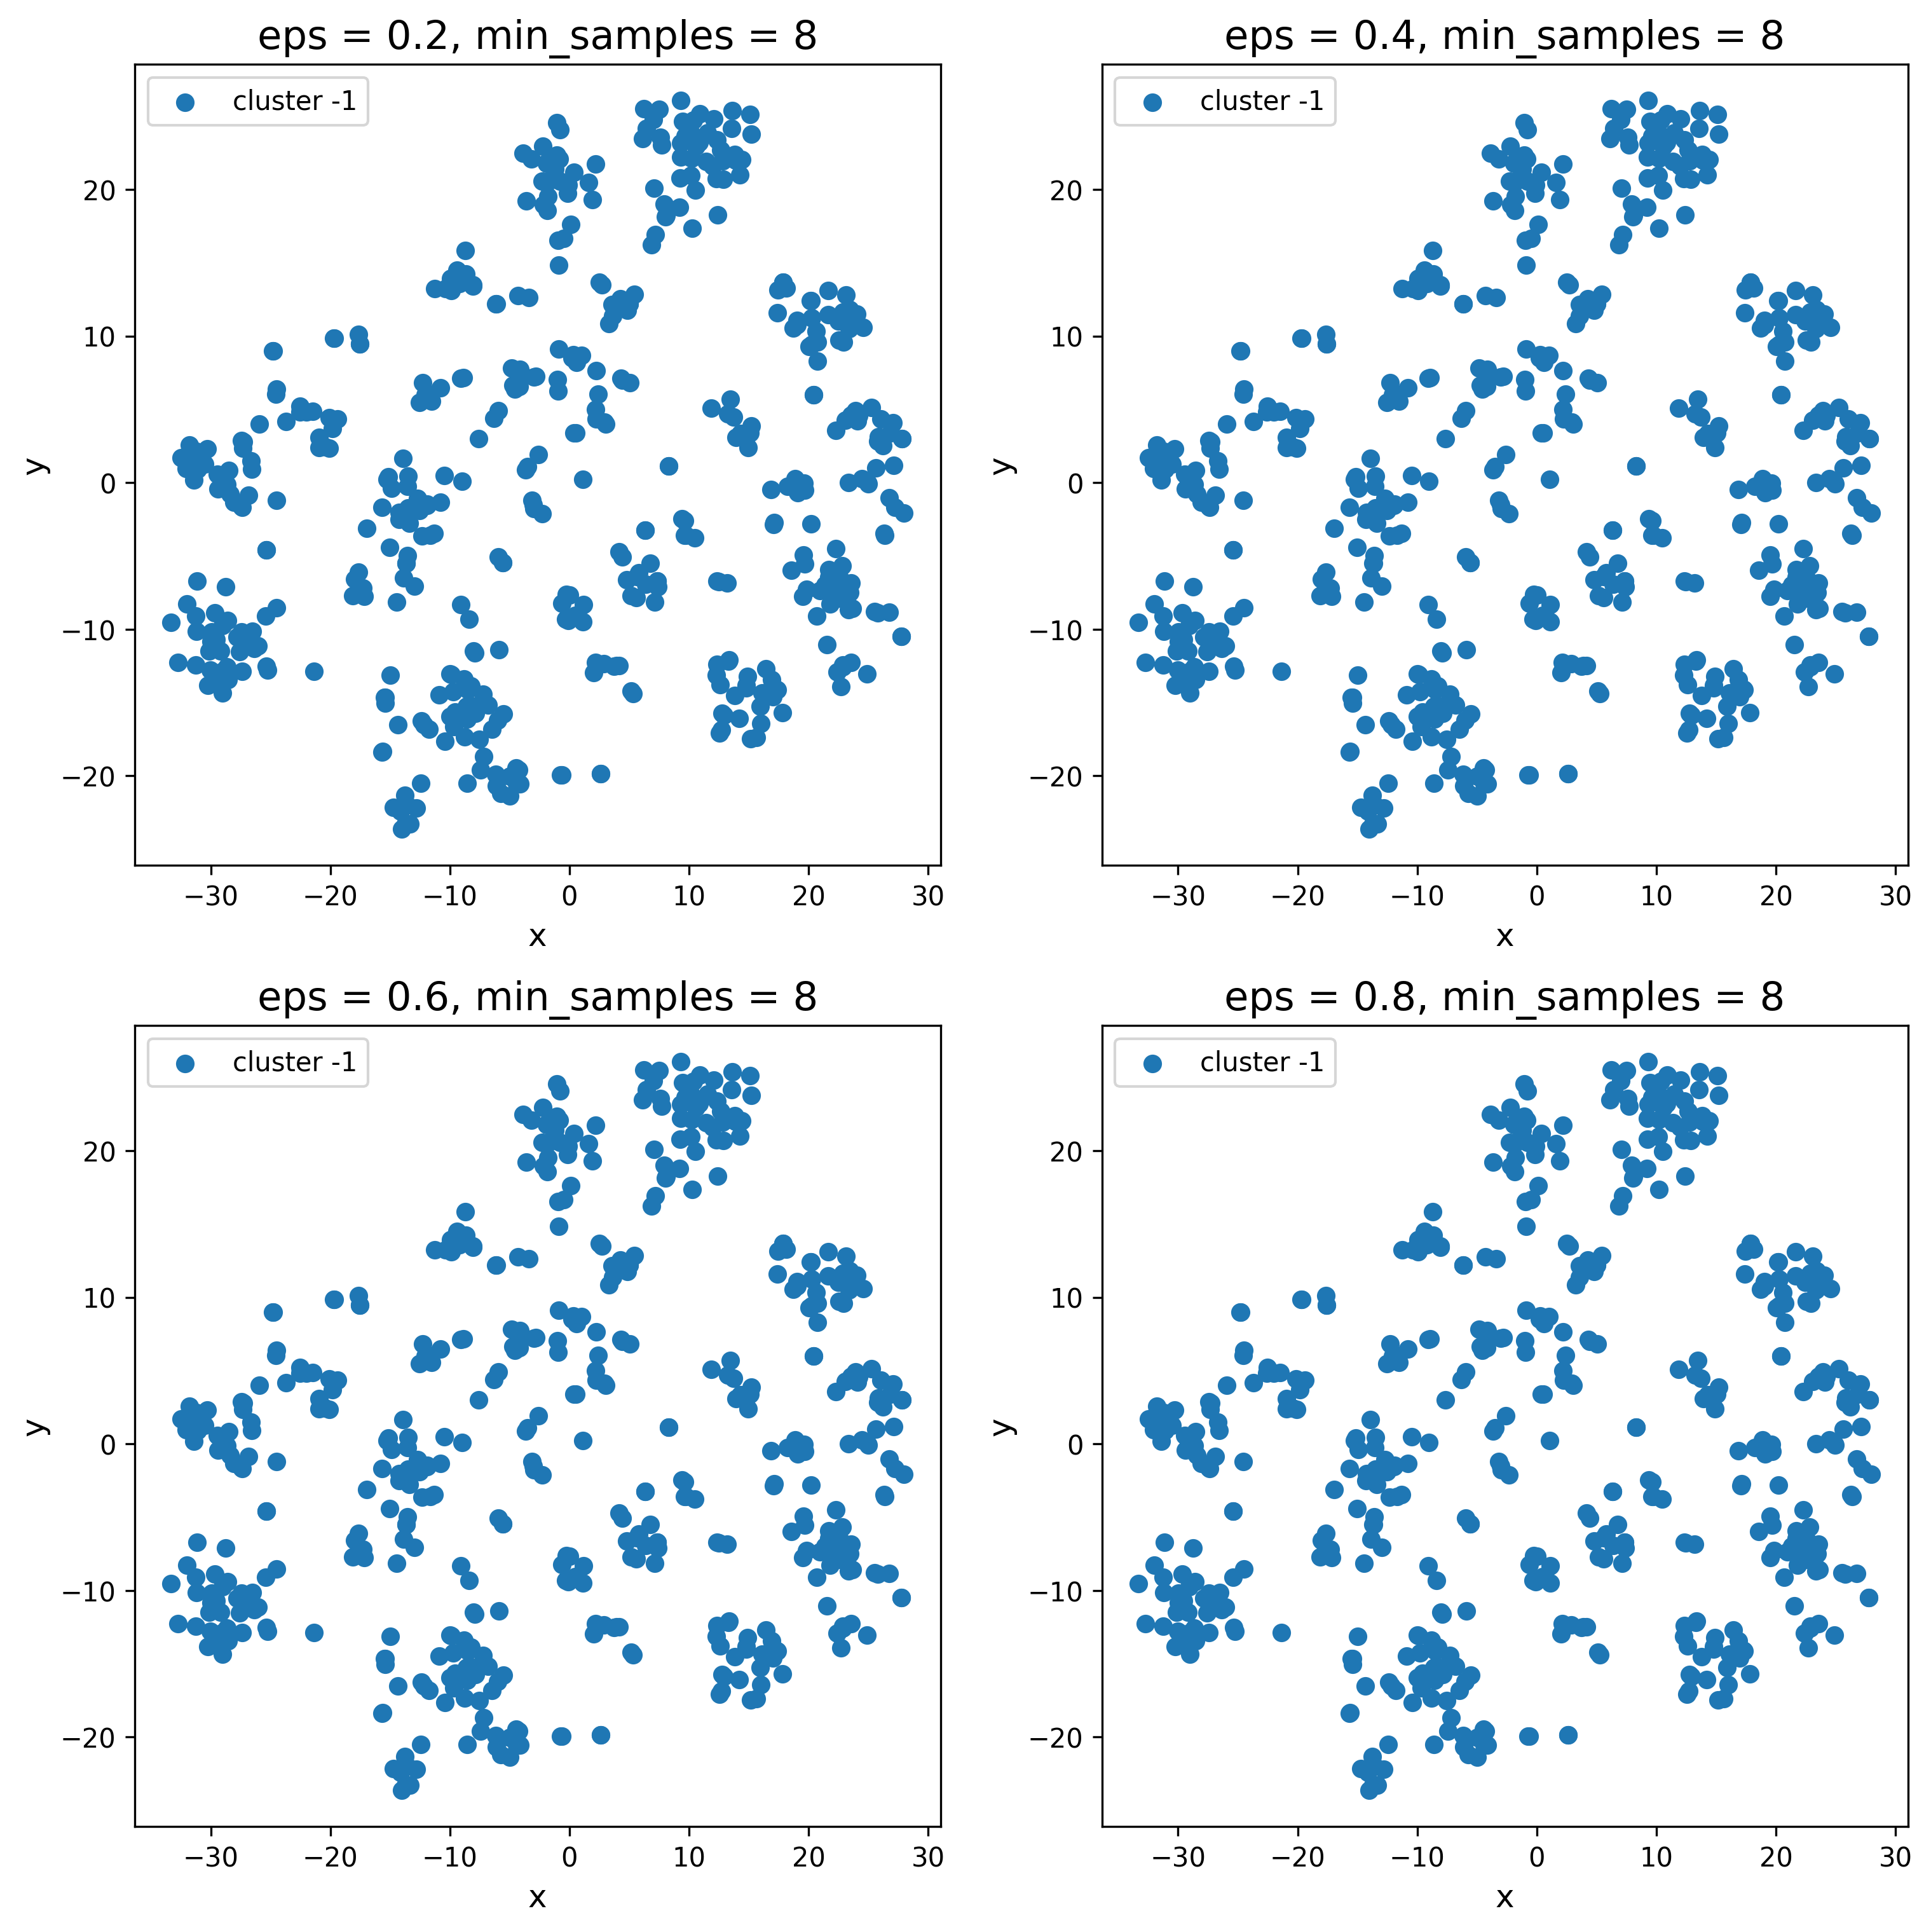 eps = 0.2, min_samples = 8
cluster -1
20
10
0
−10
−20
y
−30 −20 −10 0 10 20 30
x
eps = 0.4, min_samples = 8
cluster -1
20
10
0
−10
−20
y
−30 −20 −10 0 10 20 30
x
eps = 0.6, min_samples = 8
cluster -1
20
10
0
−10
−20
y
−30 −20 −10 0 10 20 30
x
eps = 0.8, min_samples = 8
cluster -1
20
10
0
−10
−20
y
−30 −20 −10 0 10 20 30
x